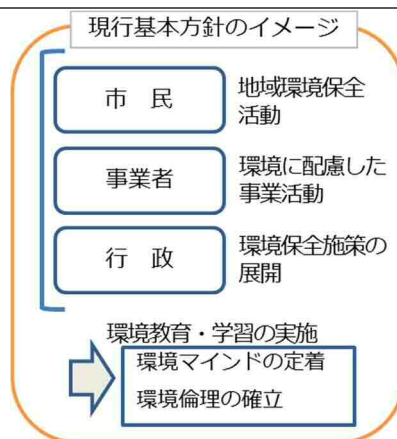 現行基本方針のイメージ
市　民
地域環境保全
活動
事業者
環境に配慮した
事業活動
行　政
環境保全施策の
展開
環境教育・学習の実施
環境マインドの定着
環境倫理の確立